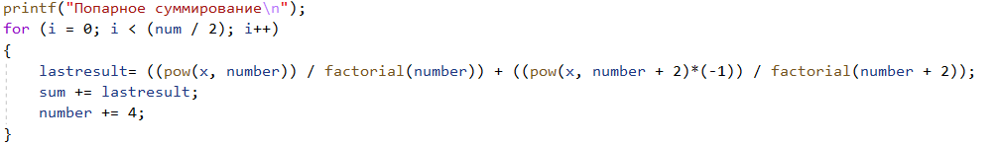 printf("Попарное суммирование\n");
for (i = 0; i < (num / 2); i++)
{
lastresult= ((pow(x, number)) / factorial(number)) + ((pow(x, number + 2)*(-1)) / factorial(number + 2));
sum += lastresult;
number += 4;
}